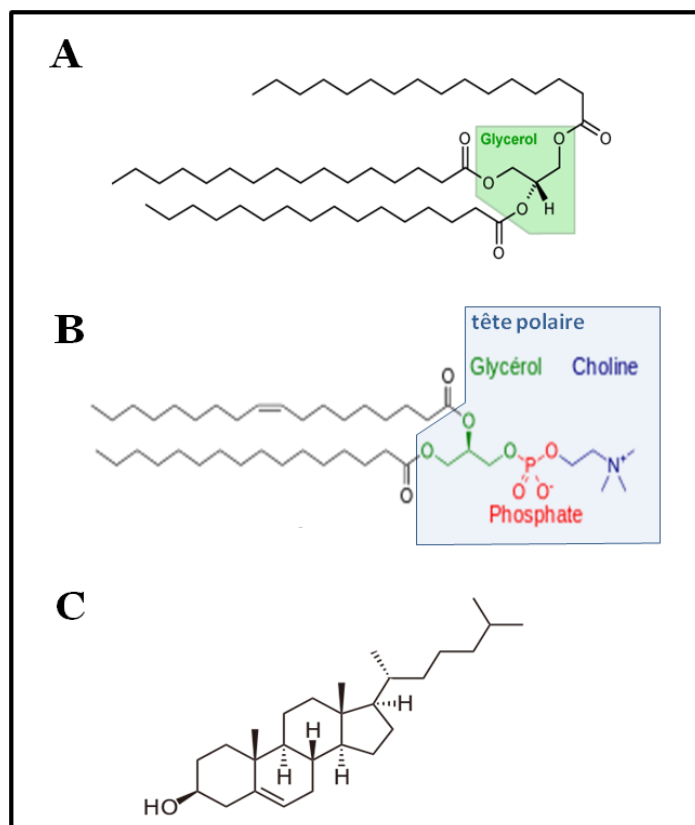 A
Glycerol
O
O
O
O
O
H
O
B
tête polaire
Glycérol Choline
O
O
O
O
O
P
O
N+
O
O-
O
Phosphate
C
H
H
H
H
HO